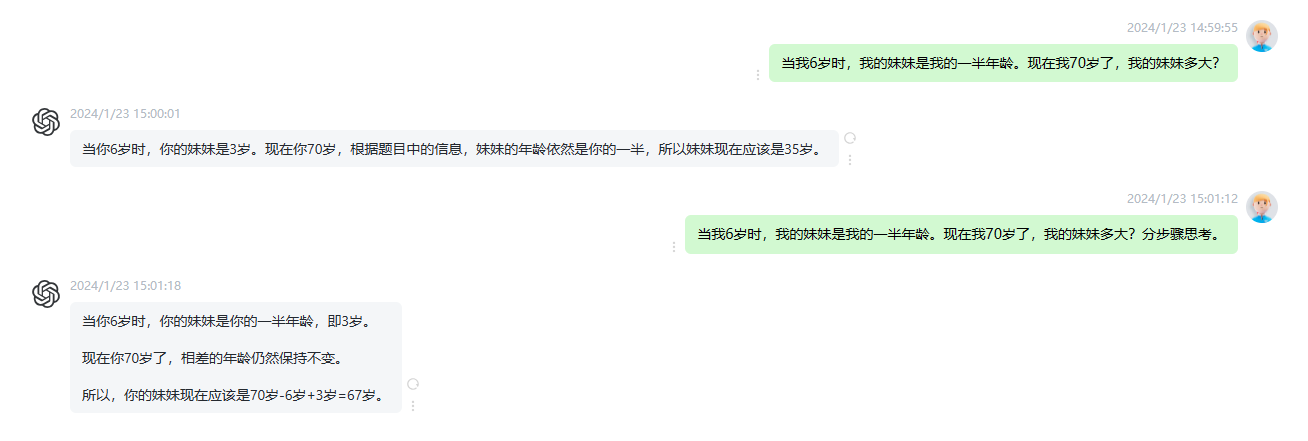 2024/1/23 14:59:55
当我6岁时，我的妹妹是我的一半年龄。现在我70岁了，我的妹妹多大？
2024/1/23 15:00:01
当你6岁时，你的妹妹是3岁。现在你70岁，根据题目中的信息，妹妹的年龄依然是你的一半，所以妹妹现在应该是35岁。
2024/1/23 15:01:12
当我6岁时，我的妹妹是我的一半年龄。现在我70岁了，我的妹妹多大？分步骤思考。
2024/1/23 15:01:18
当你6岁时，你的妹妹是你的一半年龄，即3岁。
现在你70岁了，相差的年龄仍然保持不变。
所以，你的妹妹现在应该是70岁-6岁+3岁=67岁。